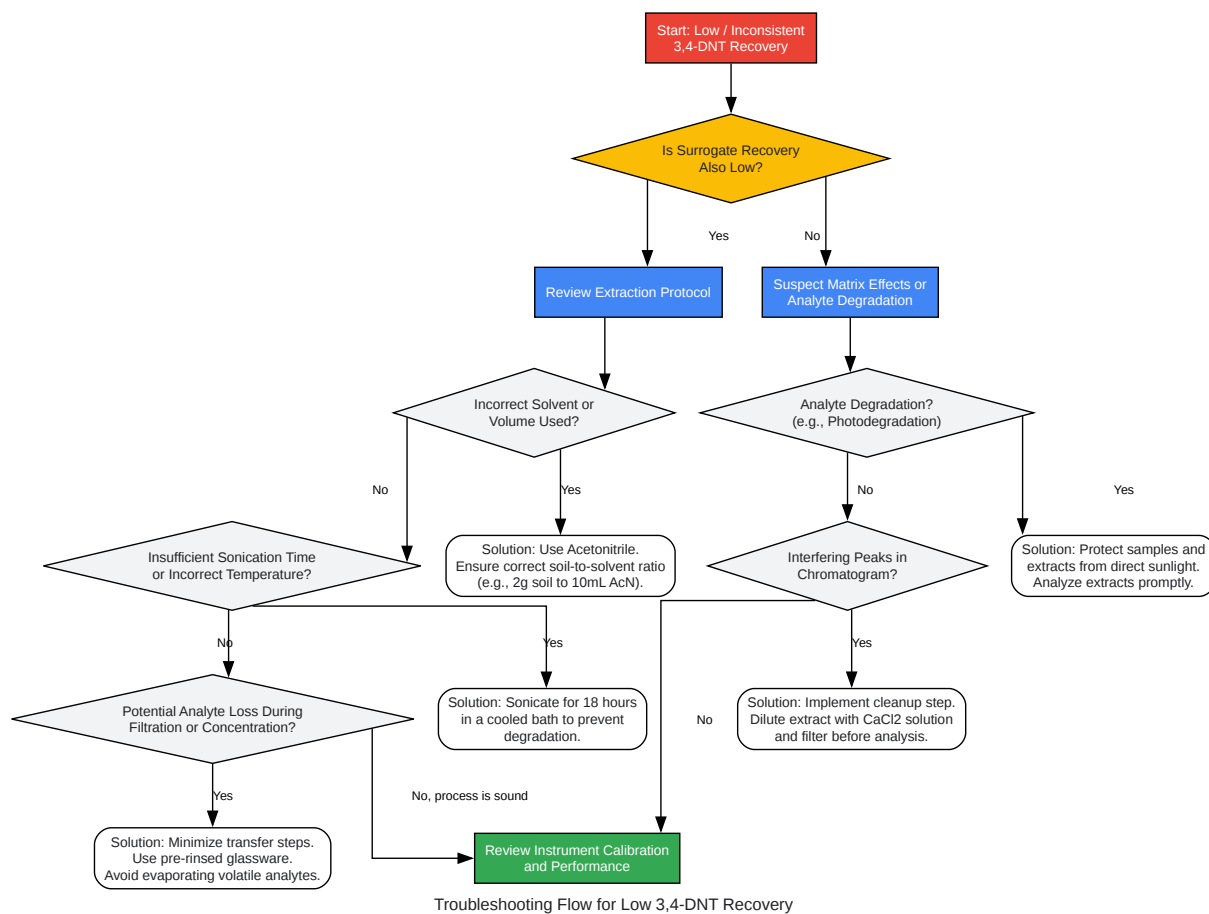 Start: Low / Inconsistent
3,4-DNT Recovery
Is Surrogate Recovery
Also Low?
Yes
No
Review Extraction Protocol
Suspect Matrix Effects or
Analyte Degradation
Incorrect Solvent or
Volume Used?
Analyte Degradation?
(e.g., Photodegradation)
No
Yes
No
Yes
Insufficient Sonication Time
or Incorrect Temperature?
Solution: Use Acetonitrile.
Ensure correct soil-to-solvent ratio
(e.g., 2g soil to 10mL AcN).
Interfering Peaks in
Chromatogram?
Solution: Protect samples and
extracts from direct sunlight.
Analyze extracts promptly.
No
Yes
Yes
Potential Analyte Loss During
Filtration or Concentration?
Solution: Sonicate for 18 hours
in a cooled bath to prevent
degradation.
No
Solution: Implement cleanup step.
Dilute extract with CaCl2 solution
and filter before analysis.
Yes
No, process is sound
Solution: Minimize transfer steps.
Use pre-rinsed glassware.
Avoid evaporating volatile analytes.
Review Instrument Calibration
and Performance
Troubleshooting Flow for Low 3,4-DNT Recovery